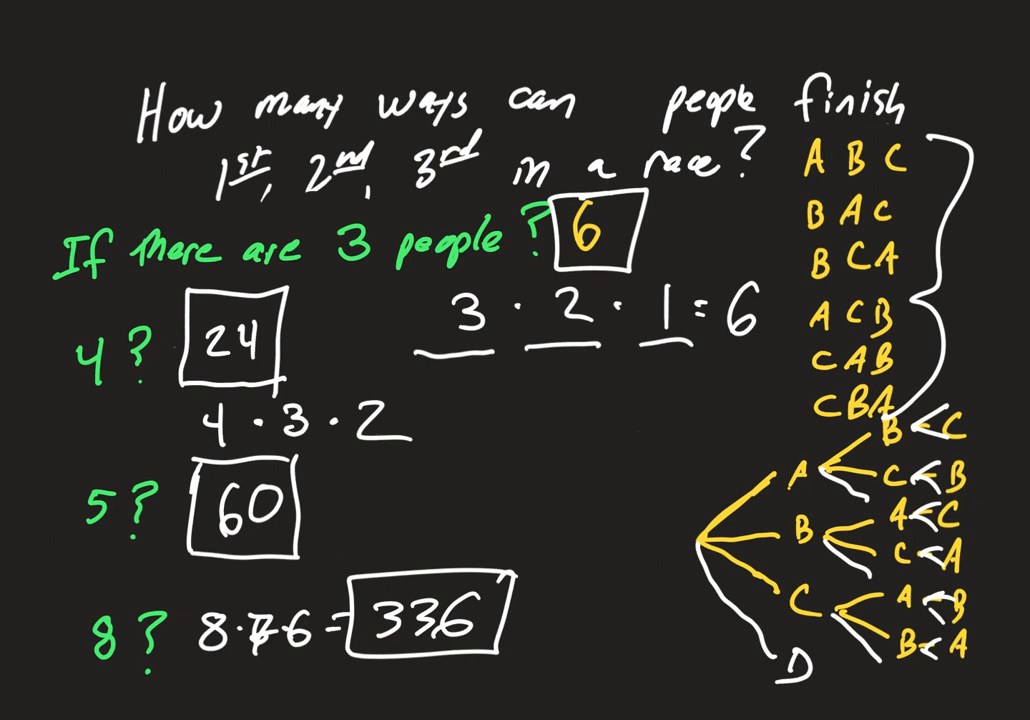 How many ways can people finish
1st, 2nd, 3rd in a race?
If there are 3 people? 6
3 · 2 · 1 = 6
A B C
B A C
B C A
A C B
C A B
C B A
4? 24
4 · 3 · 2
5? 60
8? 8·7·6 = 336
A B C
C B
B A C
C A
C A B
B A
D